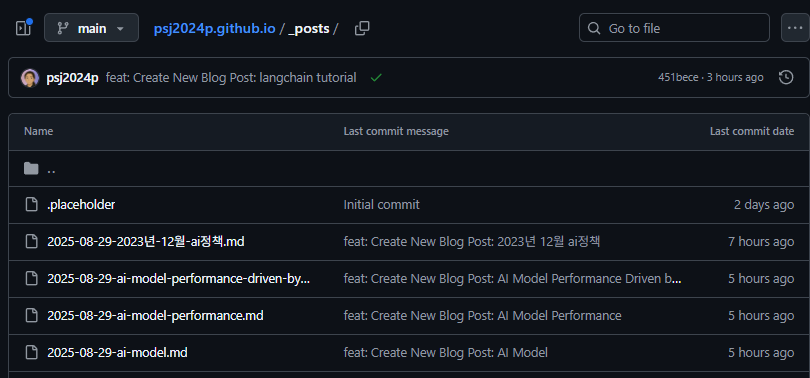 main psj2024p.github.io / _posts / Go to file
psj2024p feat: Create New Blog Post: langchain tutorial 451bece · 3 hours ago
Name Last commit message Last commit date
..
.placeholder Initial commit 2 days ago
2025-08-29-2023년-12월-ai정책.md feat: Create New Blog Post: 2023년 12월 ai정책 7 hours ago
2025-08-29-ai-model-performance-driven-by... feat: Create New Blog Post: AI Model Performance Driven b... 5 hours ago
2025-08-29-ai-model-performance.md feat: Create New Blog Post: AI Model Performance 5 hours ago
2025-08-29-ai-model.md feat: Create New Blog Post: AI Model 5 hours ago